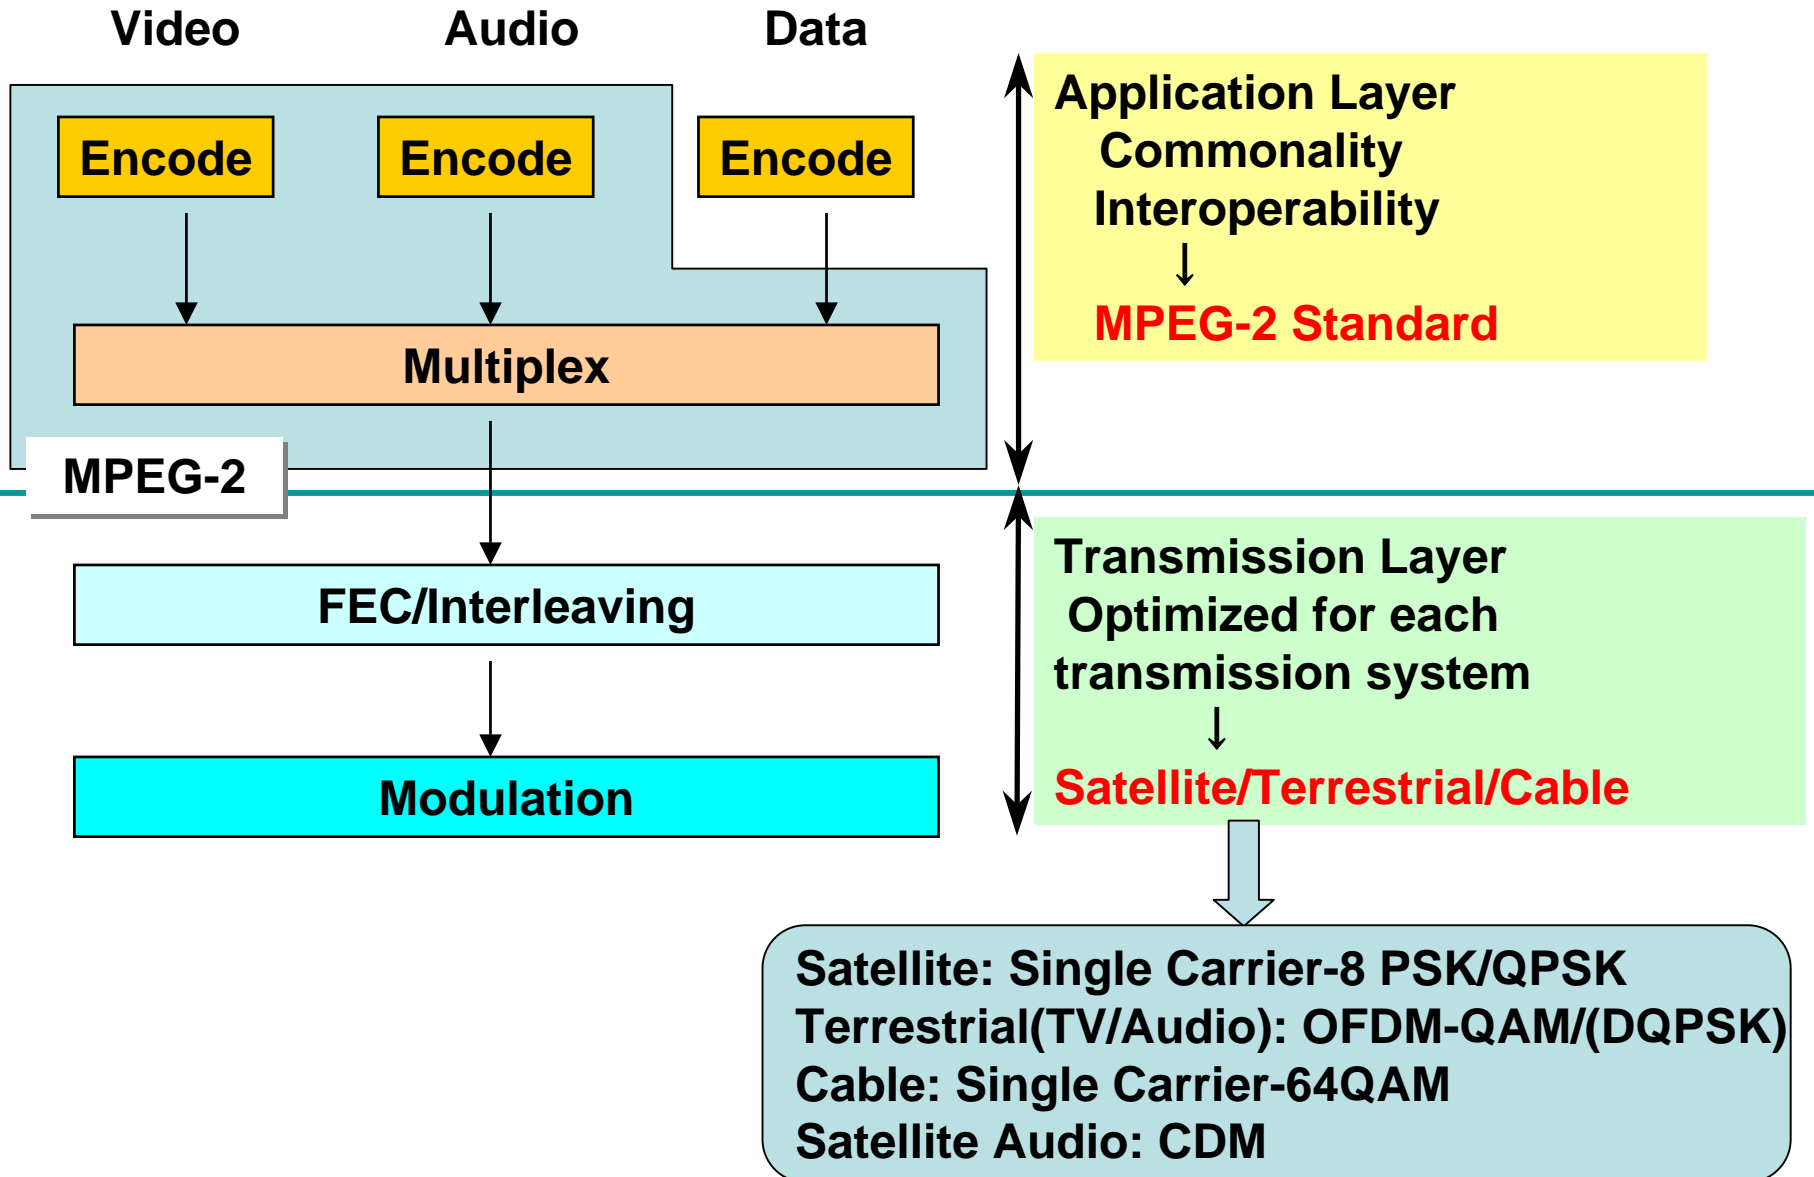 Video Audio Data
Encode Encode Encode
Multiplex
MPEG-2
FEC/Interleaving
Modulation
Application Layer
Commonality
Interoperability
↓
MPEG-2 Standard
Transmission Layer
Optimized for each
transmission system
↓
Satellite/Terrestrial/Cable
Satellite: Single Carrier-8 PSK/QPSK
Terrestrial(TV/Audio): OFDM-QAM/(DQPSK)
Cable: Single Carrier-64QAM
Satellite Audio: CDM